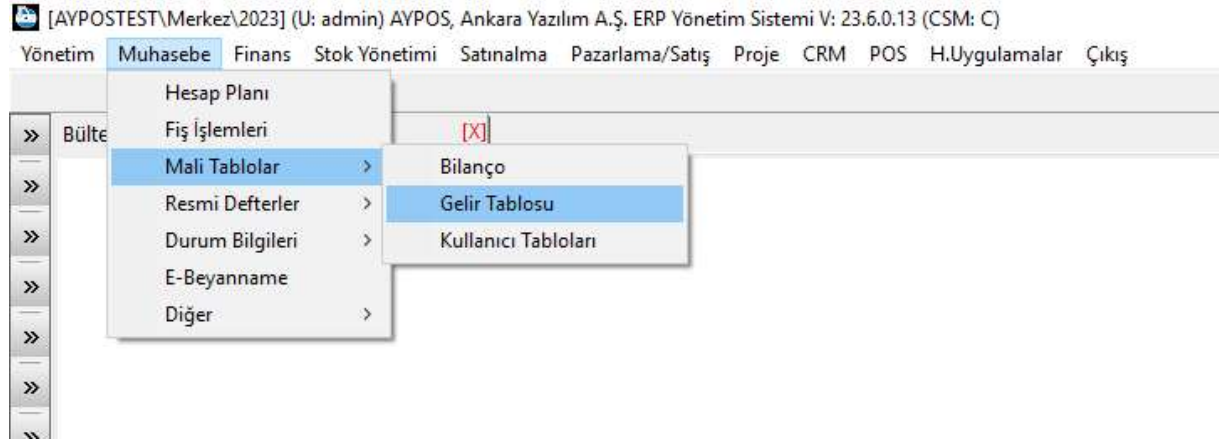 [AYPOSTEST\Merkez\2023] (U: admin) AYPOS, Ankara Yazılım A.Ş. ERP Yönetim Sistemi V: 23.6.0.13 (CSM: C)
Yönetim Muhasebe Finans Stok Yönetimi Satınalma Pazarlama/Satış Proje CRM POS H.Uygulamalar Çıkış
Hesap Planı
» Bülte Fiş İşlemleri [X]
Mali Tablolar > Bilanço
»
Resmi Defterler > Gelir Tablosu
» Durum Bilgileri > Kullanıcı Tabloları
» E-Beyanname
Diğer >
»
»
»